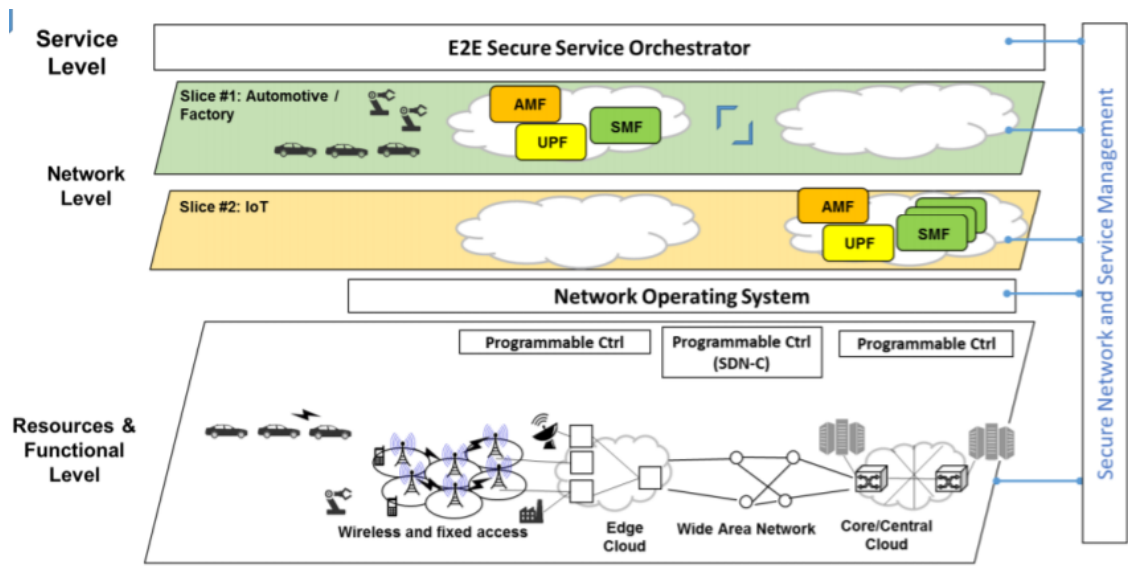 Service
Level
E2E Secure Service Orchestrator
Slice #1: Automotive /
Factory
AMF
UPF
SMF
Network
Level
Slice #2: IoT
AMF
UPF
SMF
Network Operating System
Programmable Ctrl
Programmable Ctrl
(SDN-C)
Programmable Ctrl
Resources &
Functional
Level
Wireless and fixed access
Edge
Cloud
Wide Area Network
Core/Central
Cloud
Secure Network and Service Management